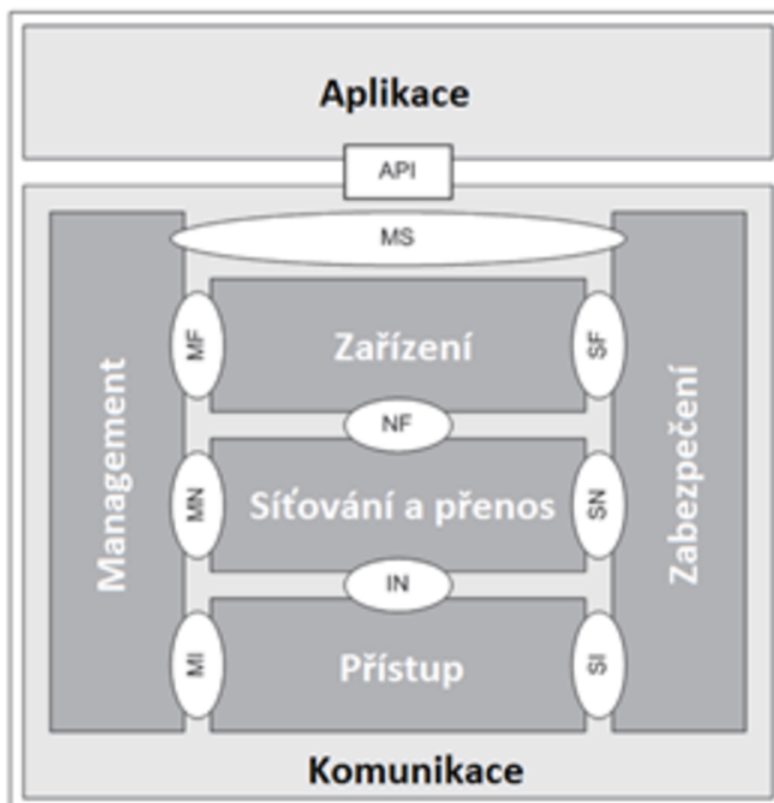 Aplikace
API
MS
Management
MF
Zařízení
SF
Zabezpečení
NF
MN
Síťování a přenos
SN
IN
MI
Přístup
SI
Komunikace